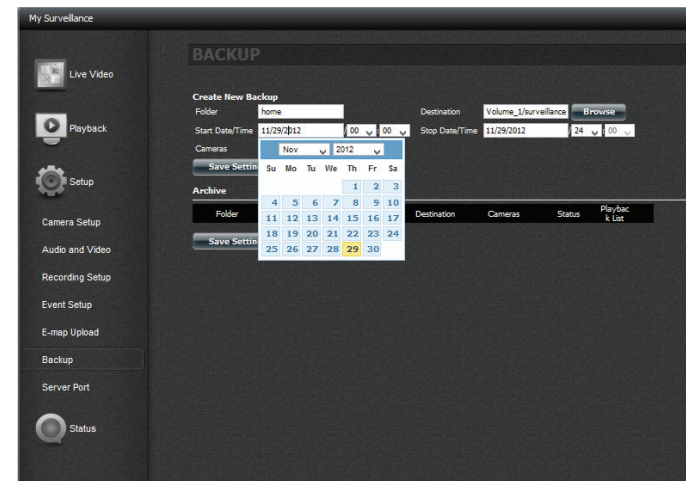 My Surveillance
Live Video
Playback
Setup
Camera Setup
Audio and Video
Recording Setup
Event Setup
E-map Upload
Backup
Server Port
Status
BACKUP
Create New Backup
Folder home Destination Volume_1/surveillance Browse
Start Date/Time 11/29/2012 / 00 : 00 Stop Date/Time 11/29/2012 / 24 : 00
Cameras
Nov 2012
Save Settin
Su Mo Tu We Th Fr Sa
1 2 3
4 5 6 7 8 9 10
11 12 13 14 15 16 17
18 19 20 21 22 23 24
25 26 27 28 29 30
Archive
Folder Destination Cameras Status Playbac
k List
Save Settin